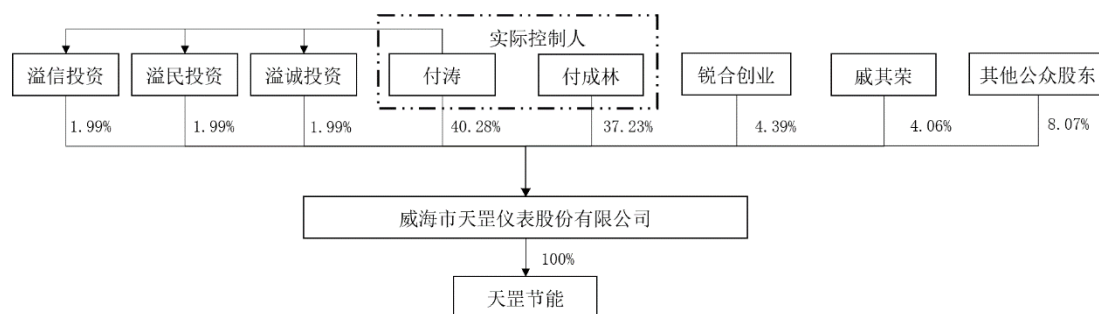 实际控制人
溢信投资
溢民投资
溢诚投资
付涛
付成林
锐合创业
戚其荣
其他公众股东
1.99%
1.99%
1.99%
40.28%
37.23%
4.39%
4.06%
8.07%
威海市天罡仪表股份有限公司
100%
天罡节能